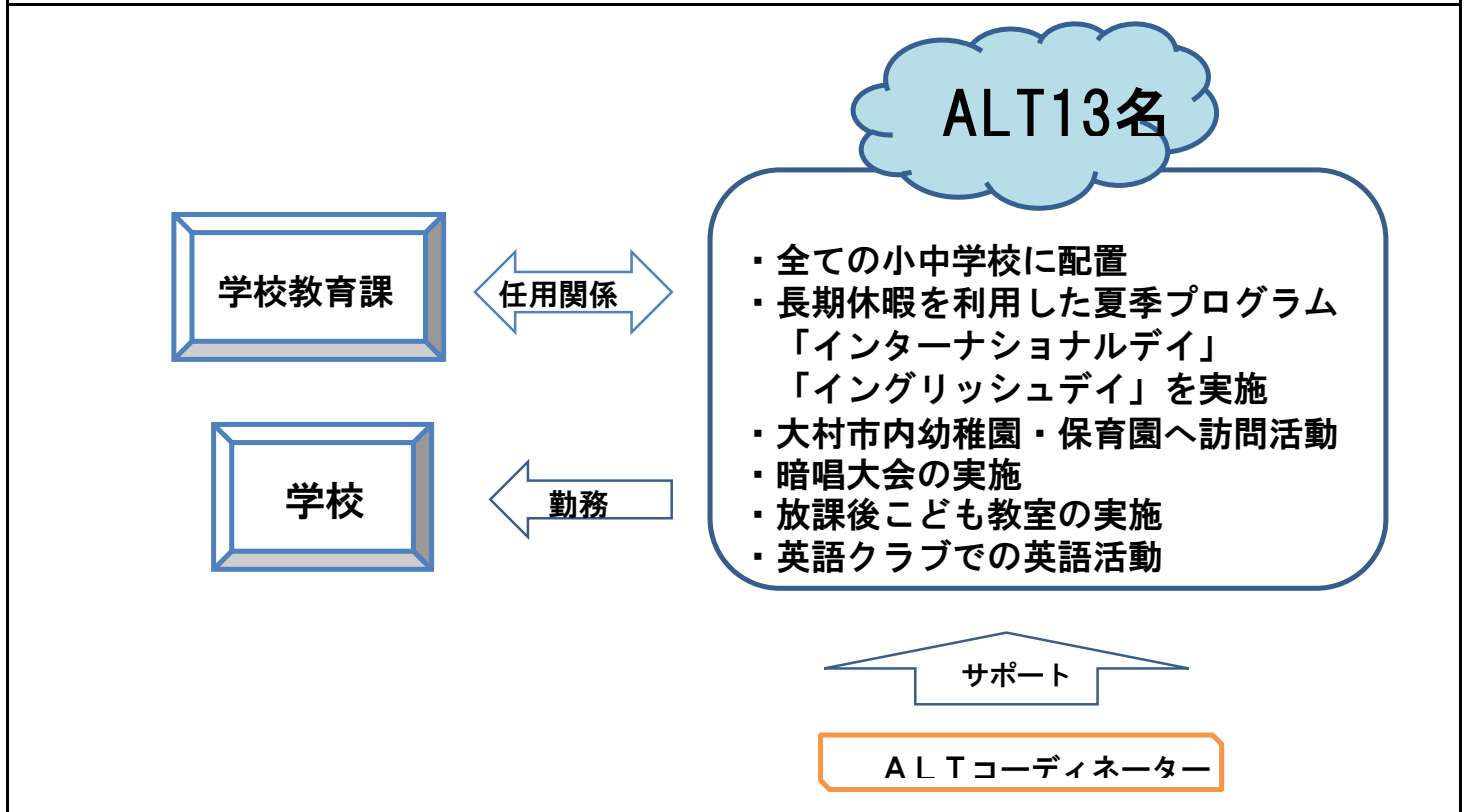 ALT13名
学校教育課
任用関係
・全ての小中学校に配置
・長期休暇を利用した夏季プログラム
「インターナショナルデイ」
「イングリッシュデイ」を実施
・大村市内幼稚園・保育園へ訪問活動
・暗唱大会の実施
・放課後こども教室の実施
・英語クラブでの英語活動
学校
勤務
サポート
ＡＬＴコーディネーター